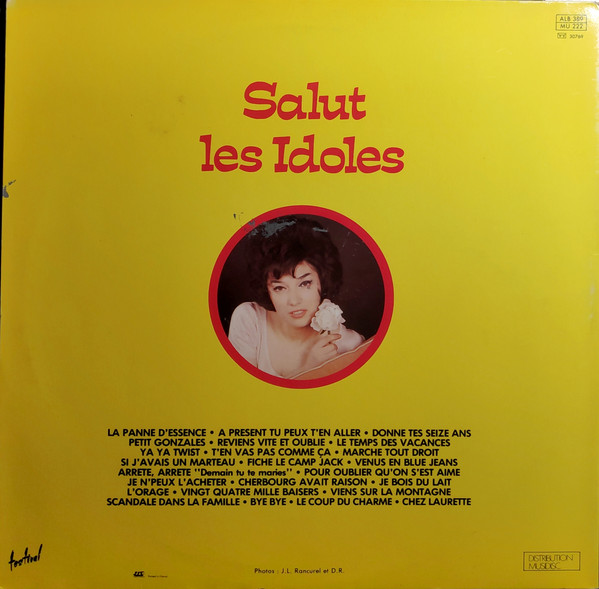 ALB 389
MU 222
30760
Salut
les Idoles
LA PANNE D'ESSENCE • A PRESENT TU PEUX T'EN ALLER • DONNE TES SEIZE ANS
PETIT GONZALES • REVIENS VITE ET OUBLIE • LE TEMPS DES VACANCES
YA YA TWIST • T'EN VAS PAS COMME ÇA • MARCHE TOUT DROIT
SI J'AVAIS UN MARTEAU • FICHE LE CAMP JACK • VENUS EN BLUE JEANS
ARRETE, ARRETE "Demain tu te maries" • POUR OUBLIER QU'ON S'EST AIME
JE N'PEUX L'ACHETER • CHERBOURG AVAIT RAISON • JE BOIS DU LAIT
L'ORAGE • VINGT QUATRE MILLE BAISERS • VIENS SUR LA MONTAGNE
SCANDALE DANS LA FAMILLE • BYE BYE • LE COUP DU CHARME • CHEZ LAURETTE
festival
Photos : J.L. Rancurel et D.R.
DISTRIBUTION
MUSIDISC